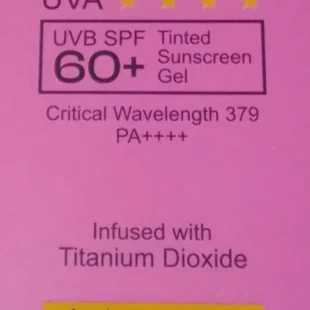 UVA ★ ★ ★ ★
UVB SPF Tinted
60+ Sunscreen
Gel
Critical Wavelength 379
PA++++
Infused with
Titanium Dioxide